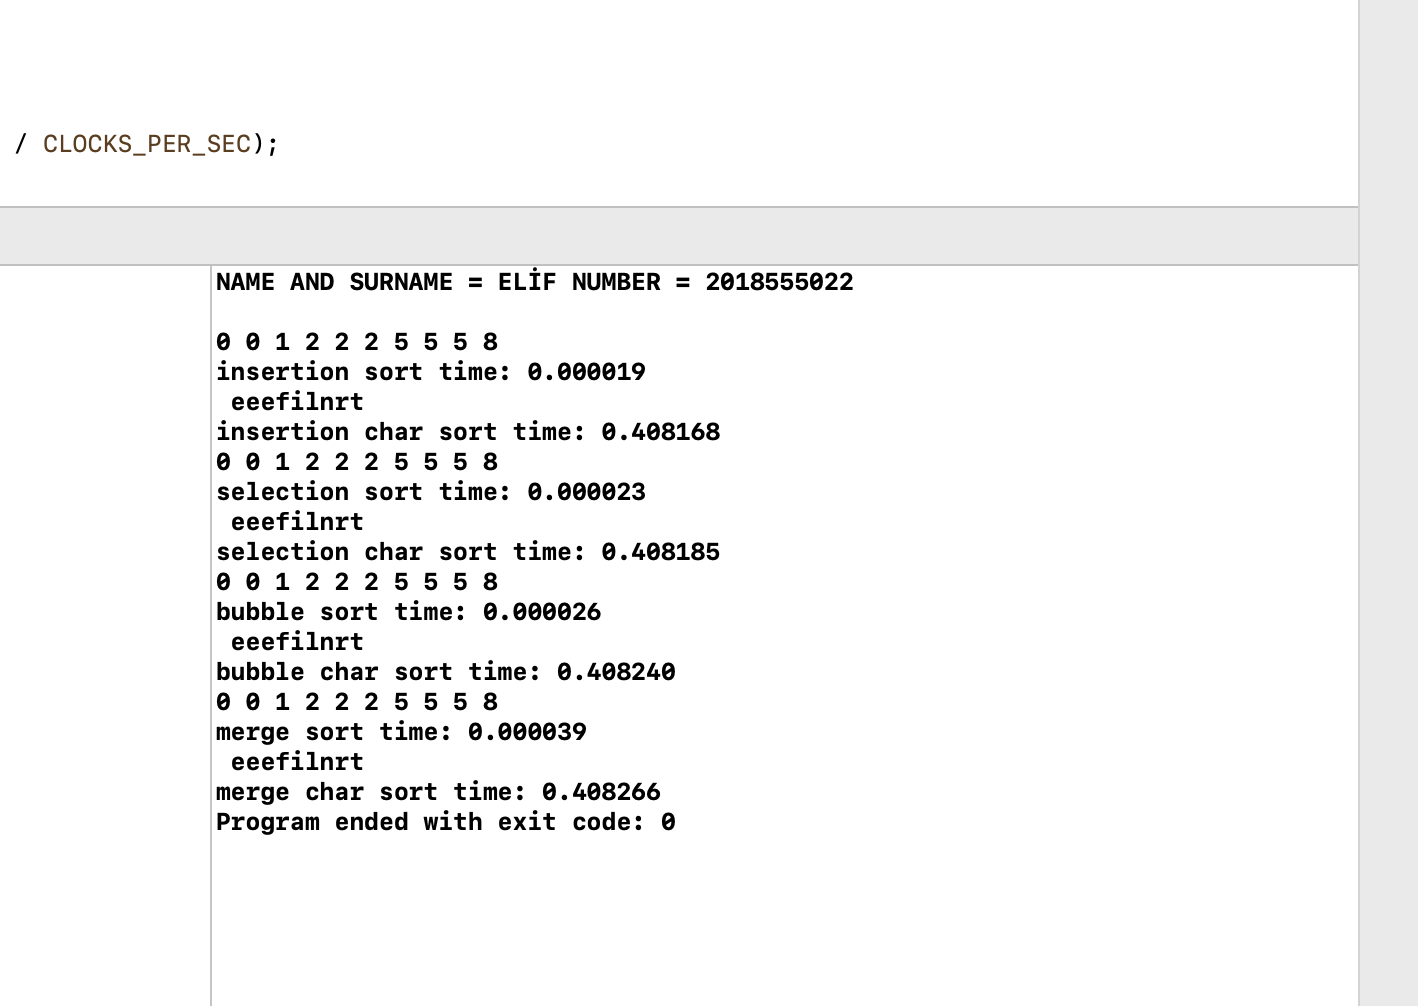 / CLOCKS_PER_SEC);
NAME AND SURNAME = ELİF NUMBER = 2018555022
0 0 1 2 2 2 5 5 5 8
insertion sort time: 0.000019
eeefilnrt
insertion char sort time: 0.408168
0 0 1 2 2 2 5 5 5 8
selection sort time: 0.000023
eeefilnrt
selection char sort time: 0.408185
0 0 1 2 2 2 5 5 5 8
bubble sort time: 0.000026
eeefilnrt
bubble char sort time: 0.408240
0 0 1 2 2 2 5 5 5 8
merge sort time: 0.000039
eeefilnrt
merge char sort time: 0.408266
Program ended with exit code: 0